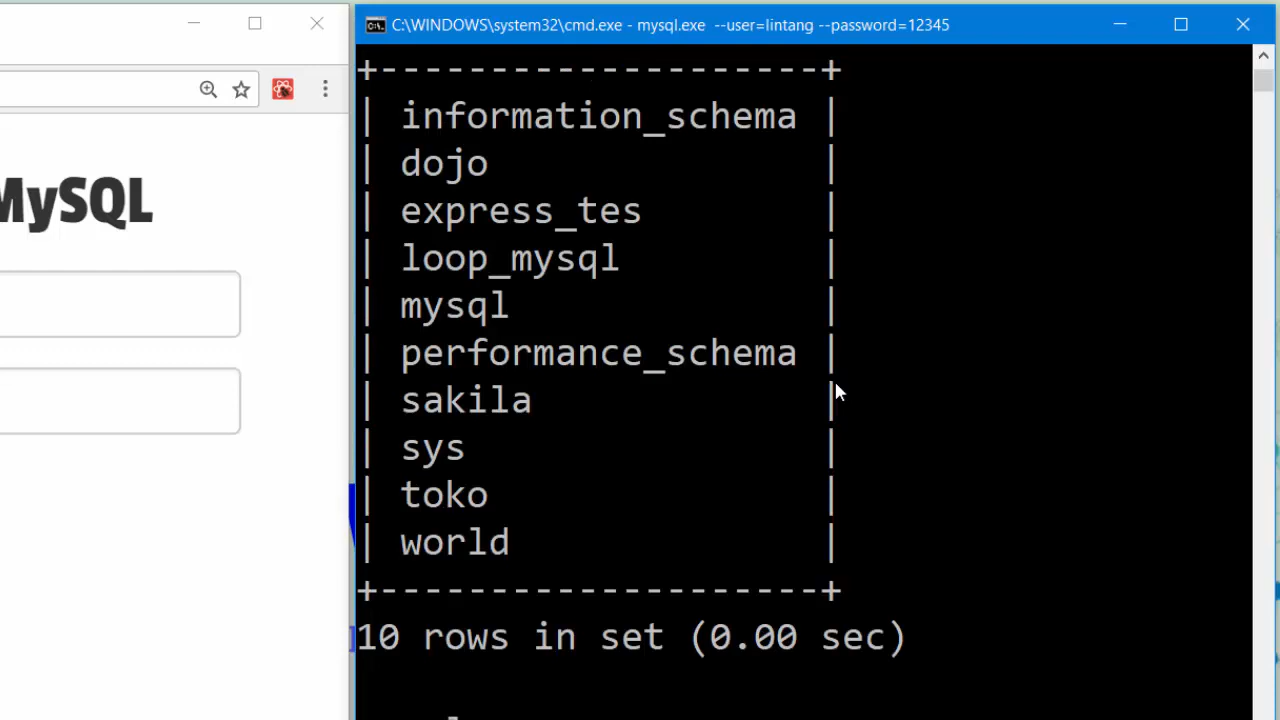 C:\WINDOWS\system32\cmd.exe - mysql.exe --user=lintang --password=12345
MySQL
+--------------------+
| information_schema |
| dojo |
| express_tes |
| loop_mysql |
| mysql |
| performance_schema |
| sakila |
| sys |
| toko |
| world |
+--------------------+
10 rows in set (0.00 sec)